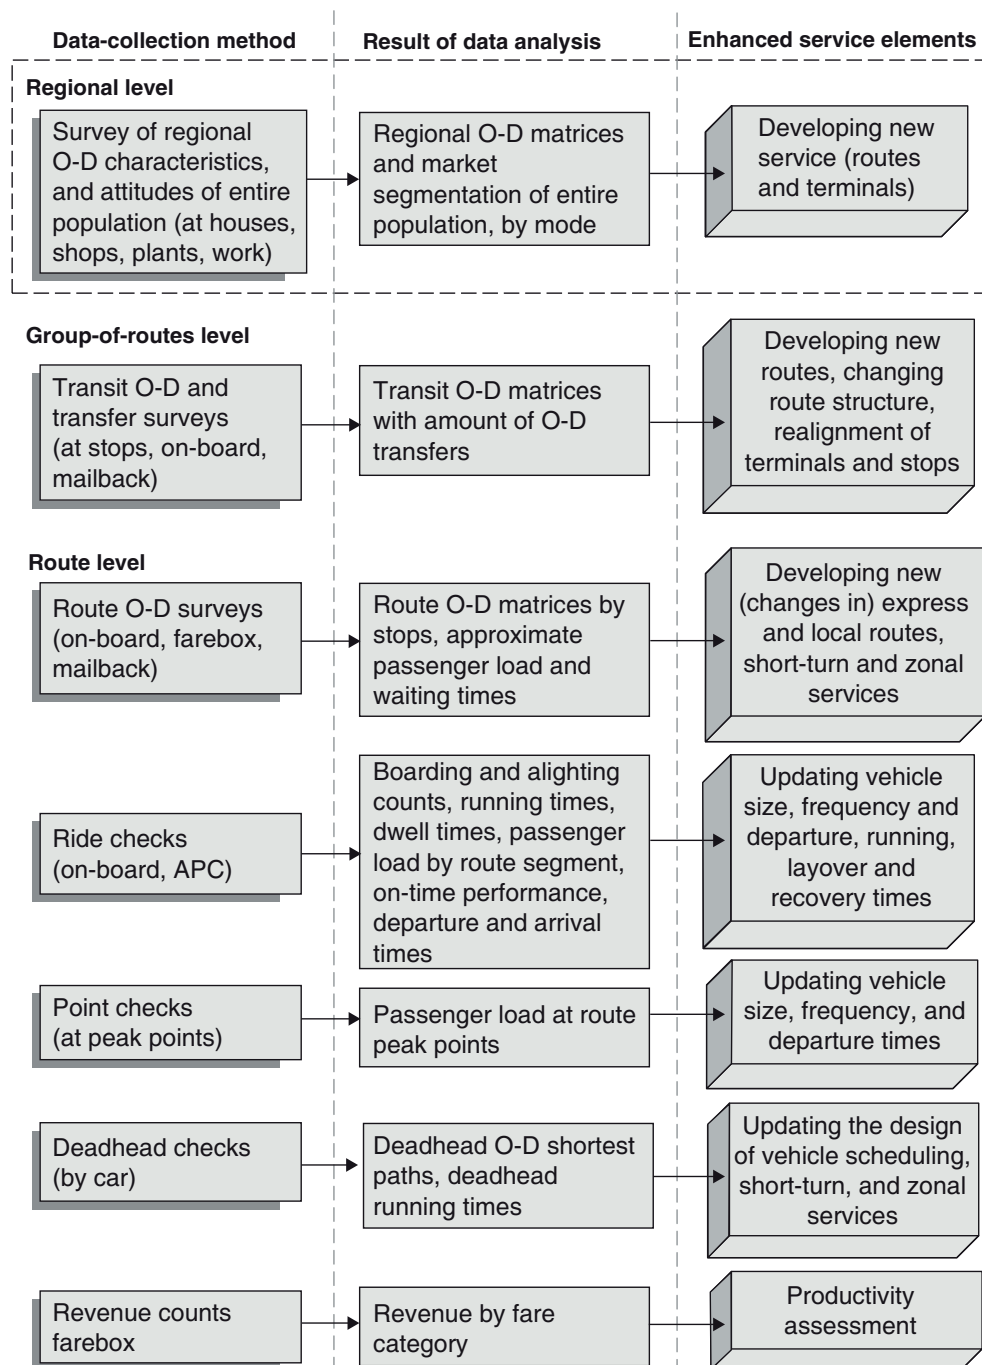 Data-collection method
Result of data analysis
Enhanced service elements
Regional level
Survey of regional
O-D characteristics,
and attitudes of entire
population (at houses,
shops, plants, work)
Regional O-D matrices
and market
segmentation of entire
population, by mode
Developing new
service (routes
and terminals)
Group-of-routes level
Transit O-D and
transfer surveys
(at stops, on-board,
mailback)
Transit O-D matrices
with amount of O-D
transfers
Developing new
routes, changing
route structure,
realignment of
terminals and stops
Route level
Route O-D surveys
(on-board, farebox,
mailback)
Route O-D matrices by
stops, approximate
passenger load and
waiting times
Developing new
(changes in) express
and local routes,
short-turn and zonal
services
Ride checks
(on-board, APC)
Boarding and alighting
counts, running times,
dwell times, passenger
load by route segment,
on-time performance,
departure and arrival
times
Updating vehicle
size, frequency and
departure, running,
layover and
recovery times
Point checks
(at peak points)
Passenger load at route
peak points
Updating vehicle
size, frequency, and
departure times
Deadhead checks
(by car)
Deadhead O-D shortest
paths, deadhead
running times
Updating the design
of vehicle scheduling,
short-turn, and zonal
services
Revenue counts
farebox
Revenue by fare
category
Productivity
assessment